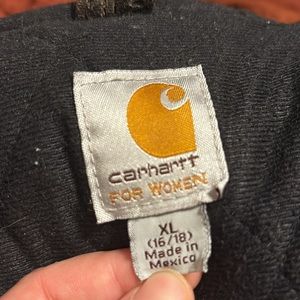 carhartt
FOR WOMEN
XL
(16/18)
Made in
Mexico